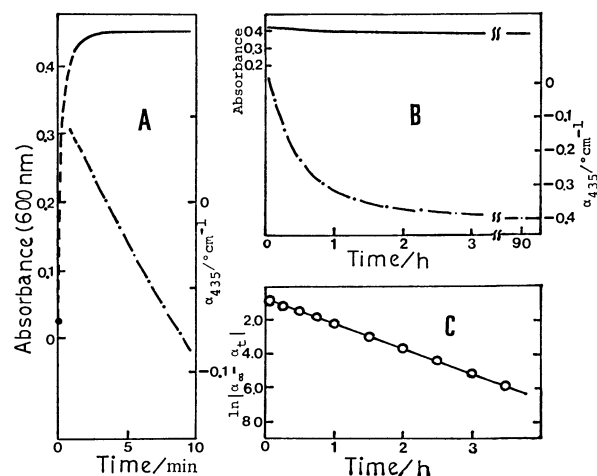 A
Absorbance (600 nm)
0.4
0.3
0.2
0.1
0
0
-0.1
α435/°cm-1
0 5 10
Time/min
B
Absorbance
0.4
0.3
0.2
0
-0.1
-0.2
-0.3
-0.4
α435/°cm-1
0 1 2 3 90
Time/h
C
ln|α∞ - αt|
2.0
4.0
6.0
8 0
0 1 2 3 4
Time/h